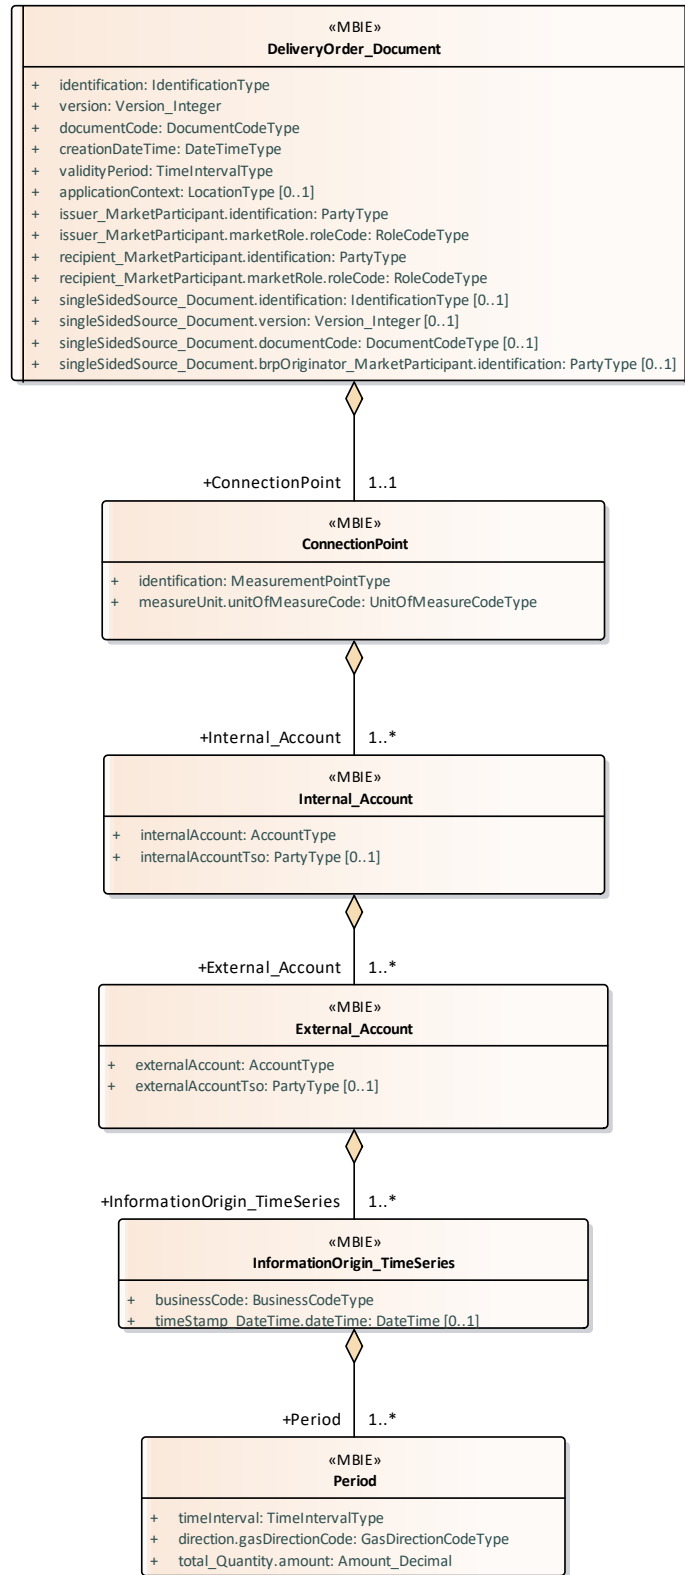 «MBIE»
DeliveryOrder_Document
+ identification: IdentificationType
+ version: Version_Integer
+ documentCode: DocumentCodeType
+ creationDateTime: DateTimeType
+ validityPeriod: TimeIntervalType
+ applicationContext: LocationType [0..1]
+ issuer_MarketParticipant.identification: PartyType
+ issuer_MarketParticipant.marketRole.roleCode: RoleCodeType
+ recipient_MarketParticipant.identification: PartyType
+ recipient_MarketParticipant.marketRole.roleCode: RoleCodeType
+ singleSidedSource_Document.identification: IdentificationType [0..1]
+ singleSidedSource_Document.version: Version_Integer [0..1]
+ singleSidedSource_Document.documentCode: DocumentCodeType [0..1]
+ singleSidedSource_Document.brpOriginator_MarketParticipant.identification: PartyType [0..1]
+ConnectionPoint 1..1
«MBIE»
ConnectionPoint
+ identification: MeasurementPointType
+ measureUnit.unitOfMeasureCode: UnitOfMeasureCodeType
+Internal_Account 1..*
«MBIE»
Internal_Account
+ internalAccount: AccountType
+ internalAccountTso: PartyType [0..1]
+External_Account 1..*
«MBIE»
External_Account
+ externalAccount: AccountType
+ externalAccountTso: PartyType [0..1]
+InformationOrigin_TimeSeries 1..*
«MBIE»
InformationOrigin_TimeSeries
+ businessCode: BusinessCodeType
+ timeStamp_DateTime.dateTime: DateTime [0..1]
+Period 1..*
«MBIE»
Period
+ timeInterval: TimeIntervalType
+ direction.gasDirectionCode: GasDirectionCodeType
+ total_Quantity.amount: Amount_Decimal